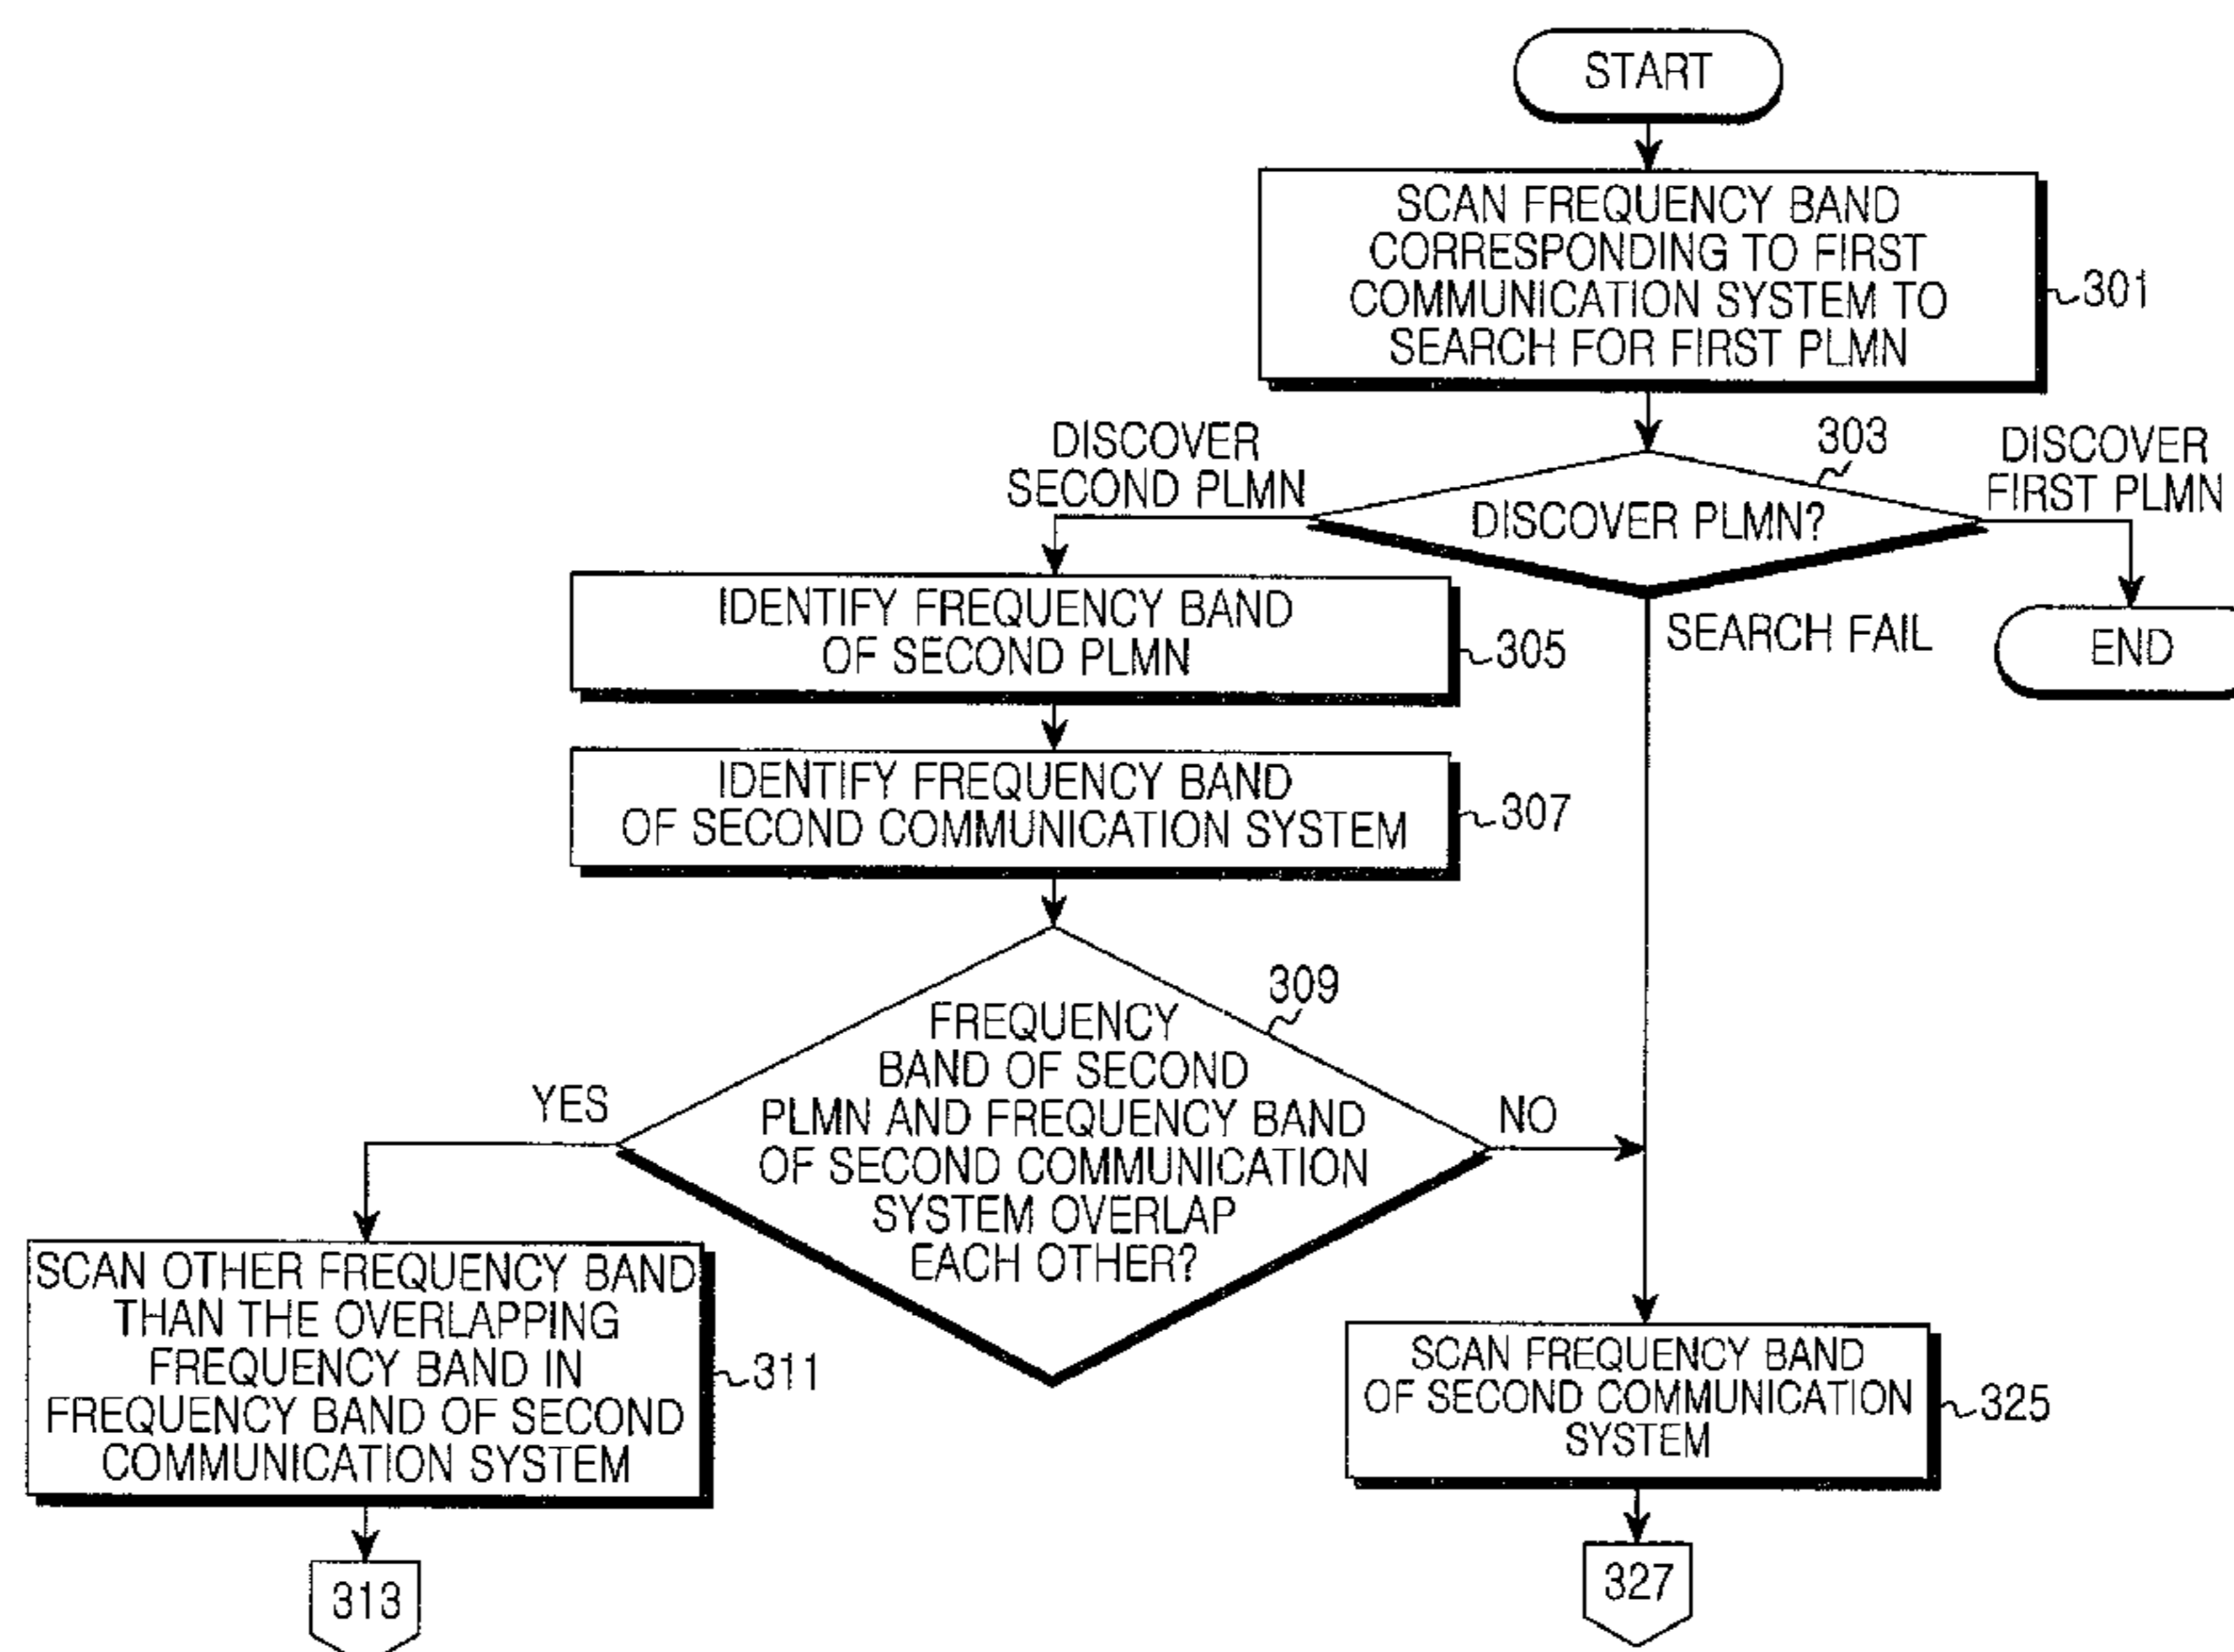 START
SCAN FREQUENCY BAND
CORRESPONDING TO FIRST
COMMUNICATION SYSTEM TO
SEARCH FOR FIRST PLMN
301
303
DISCOVER
SECOND PLMN
DISCOVER PLMN?
DISCOVER
FIRST PLMN
SEARCH FAIL
END
IDENTIFY FREQUENCY BAND
OF SECOND PLMN
305
IDENTIFY FREQUENCY BAND
OF SECOND COMMUNICATION SYSTEM
307
309
FREQUENCY
BAND OF SECOND
PLMN AND FREQUENCY BAND
OF SECOND COMMUNICATION
SYSTEM OVERLAP
EACH OTHER?
YES
NO
SCAN OTHER FREQUENCY BAND
THAN THE OVERLAPPING
FREQUENCY BAND IN
FREQUENCY BAND OF SECOND
COMMUNICATION SYSTEM
311
SCAN FREQUENCY BAND
OF SECOND COMMUNICATION
SYSTEM
325
313
327